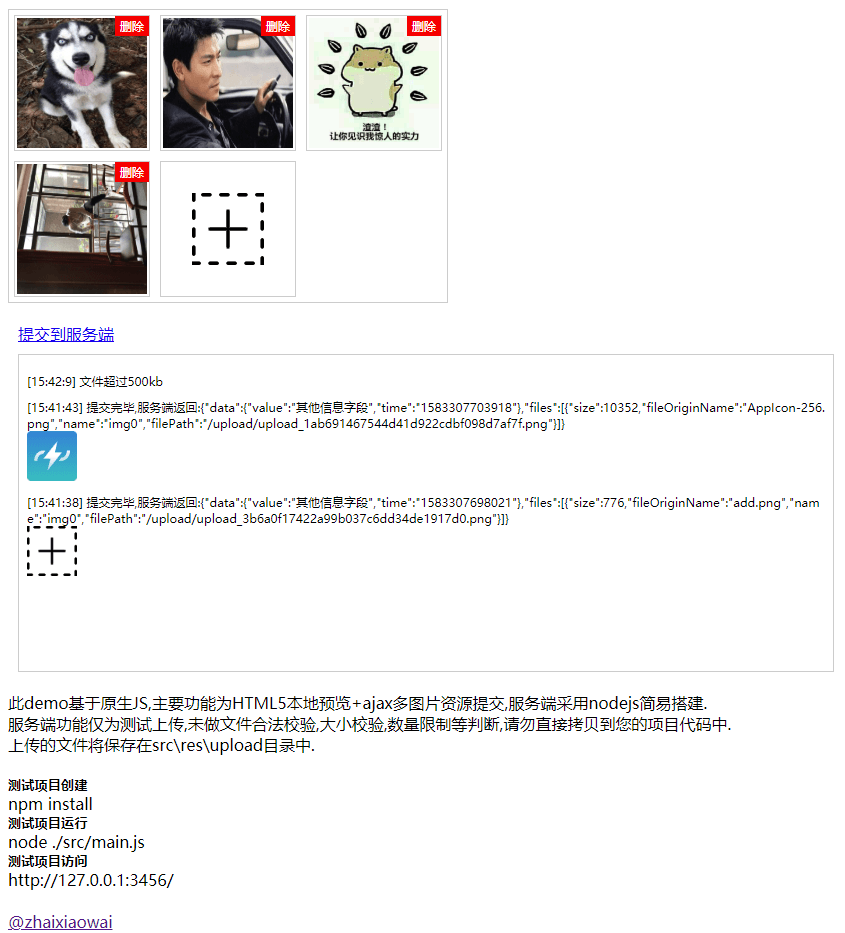 删除
删除
删除
渣渣！
让你见识我惊人的实力
删除
提交到服务端
[15:42:9] 文件超过500kb
[15:41:43] 提交完毕,服务端返回:{"data":{"value":"其他信息字段","time":"1583307703918"},"files":[{"size":10352,"fileOriginName":"AppIcon-256.
png","name":"img0","filePath":"/upload/upload_1ab691467544d41d922cdbf098d7af7f.png"}]}
[15:41:38] 提交完毕,服务端返回:{"data":{"value":"其他信息字段","time":"1583307698021"},"files":[{"size":776,"fileOriginName":"add.png","nam
e":"img0","filePath":"/upload/upload_3b6a0f17422a99b037c6dd34de1917d0.png"}]}
此demo基于原生JS,主要功能为HTML5本地预览+ajax多图片资源提交,服务端采用nodejs简易搭建.
服务端功能仅为测试上传,未做文件合法校验,大小校验,数量限制等判断,请勿直接拷贝到您的项目代码中.
上传的文件将保存在src\res\upload目录中.
测试项目创建
npm install
测试项目运行
node ./src/main.js
测试项目访问
http://127.0.0.1:3456/
@zhaixiaowai